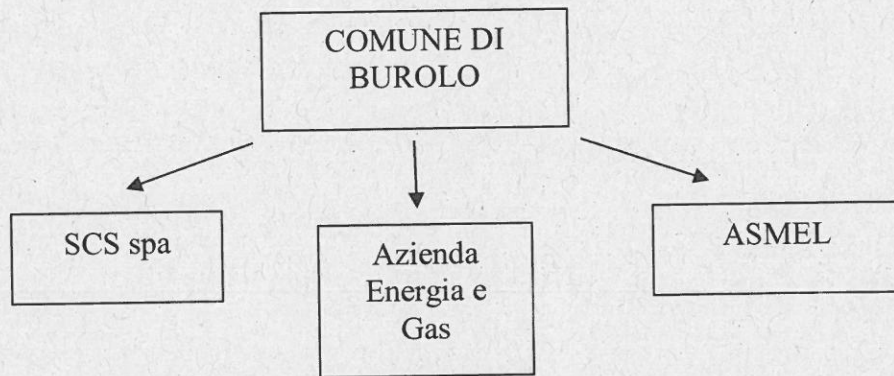 COMUNE DI
BUROLO
SCS spa
Azienda
Energia e
Gas
ASMEL